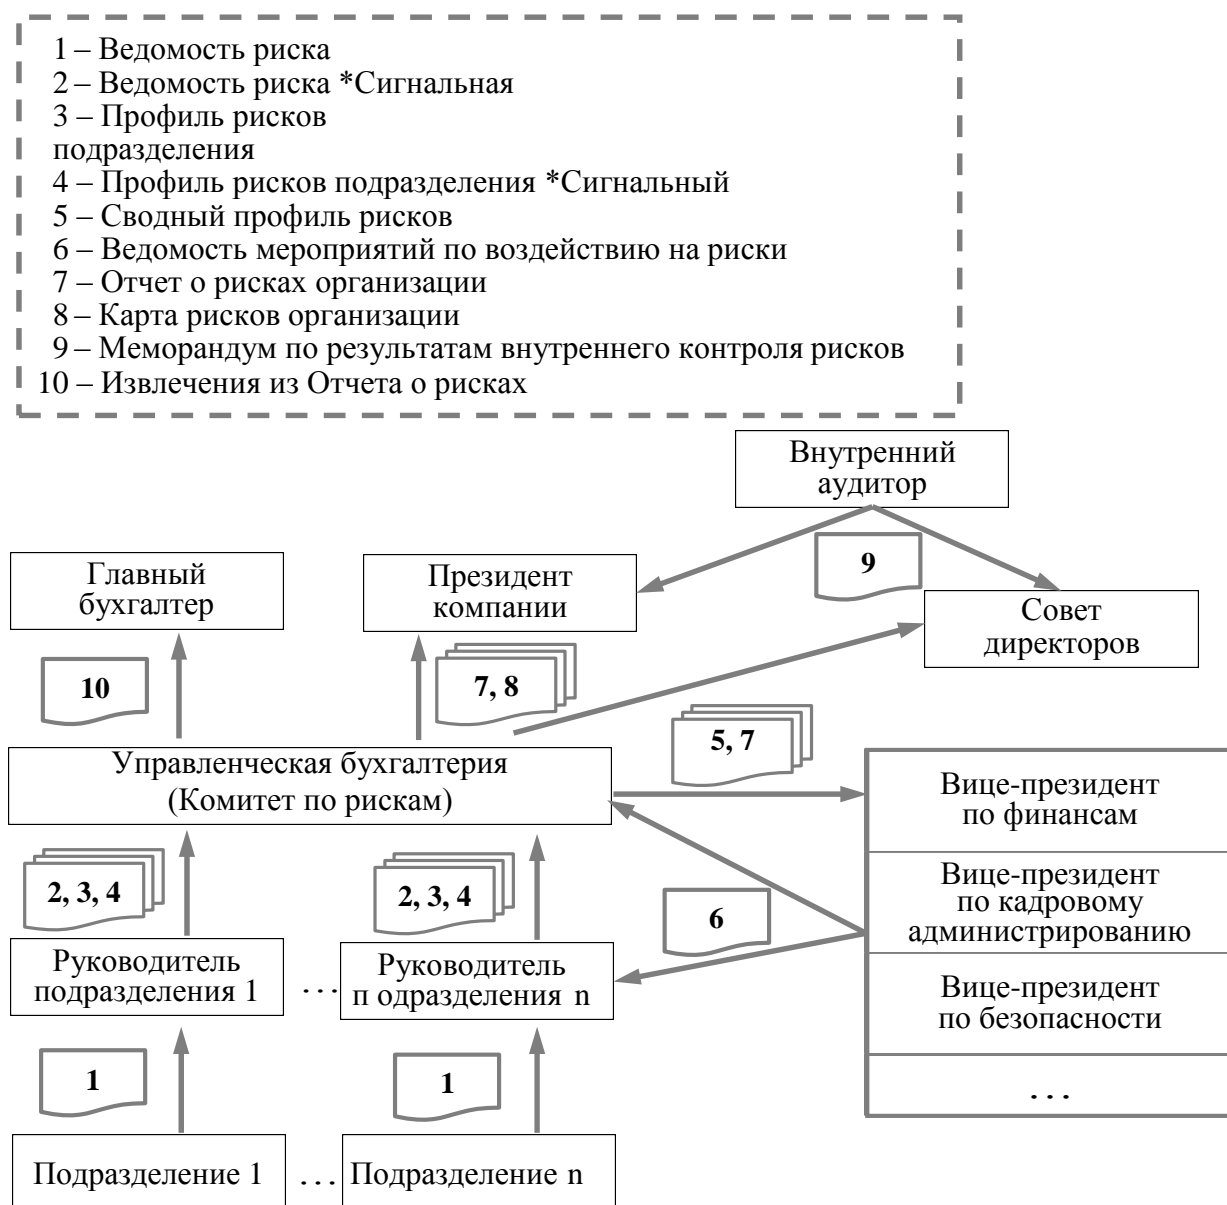 1 – Ведомость риска
2 – Ведомость риска *Сигнальная
3 – Профиль рисков
подразделения
4 – Профиль рисков подразделения *Сигнальный
5 – Сводный профиль рисков
6 – Ведомость мероприятий по воздействию на риски
7 – Отчет о рисках организации
8 – Карта рисков организации
9 – Меморандум по результатам внутреннего контроля рисков
10 – Извлечения из Отчета о рисках
Внутренний
аудитор
9
Главный
бухгалтер
Президент
компании
Совет
директоров
10
7, 8
5, 7
Управленческая бухгалтерия
(Комитет по рискам)
Вице-президент
по финансам
2, 3, 4
2, 3, 4
6
Вице-президент
по кадровому
администрированию
Руководитель
подразделения 1
...
Руководитель
п одразделения n
Вице-президент
по безопасности
1
1
...
Подразделение 1
...
Подразделение n